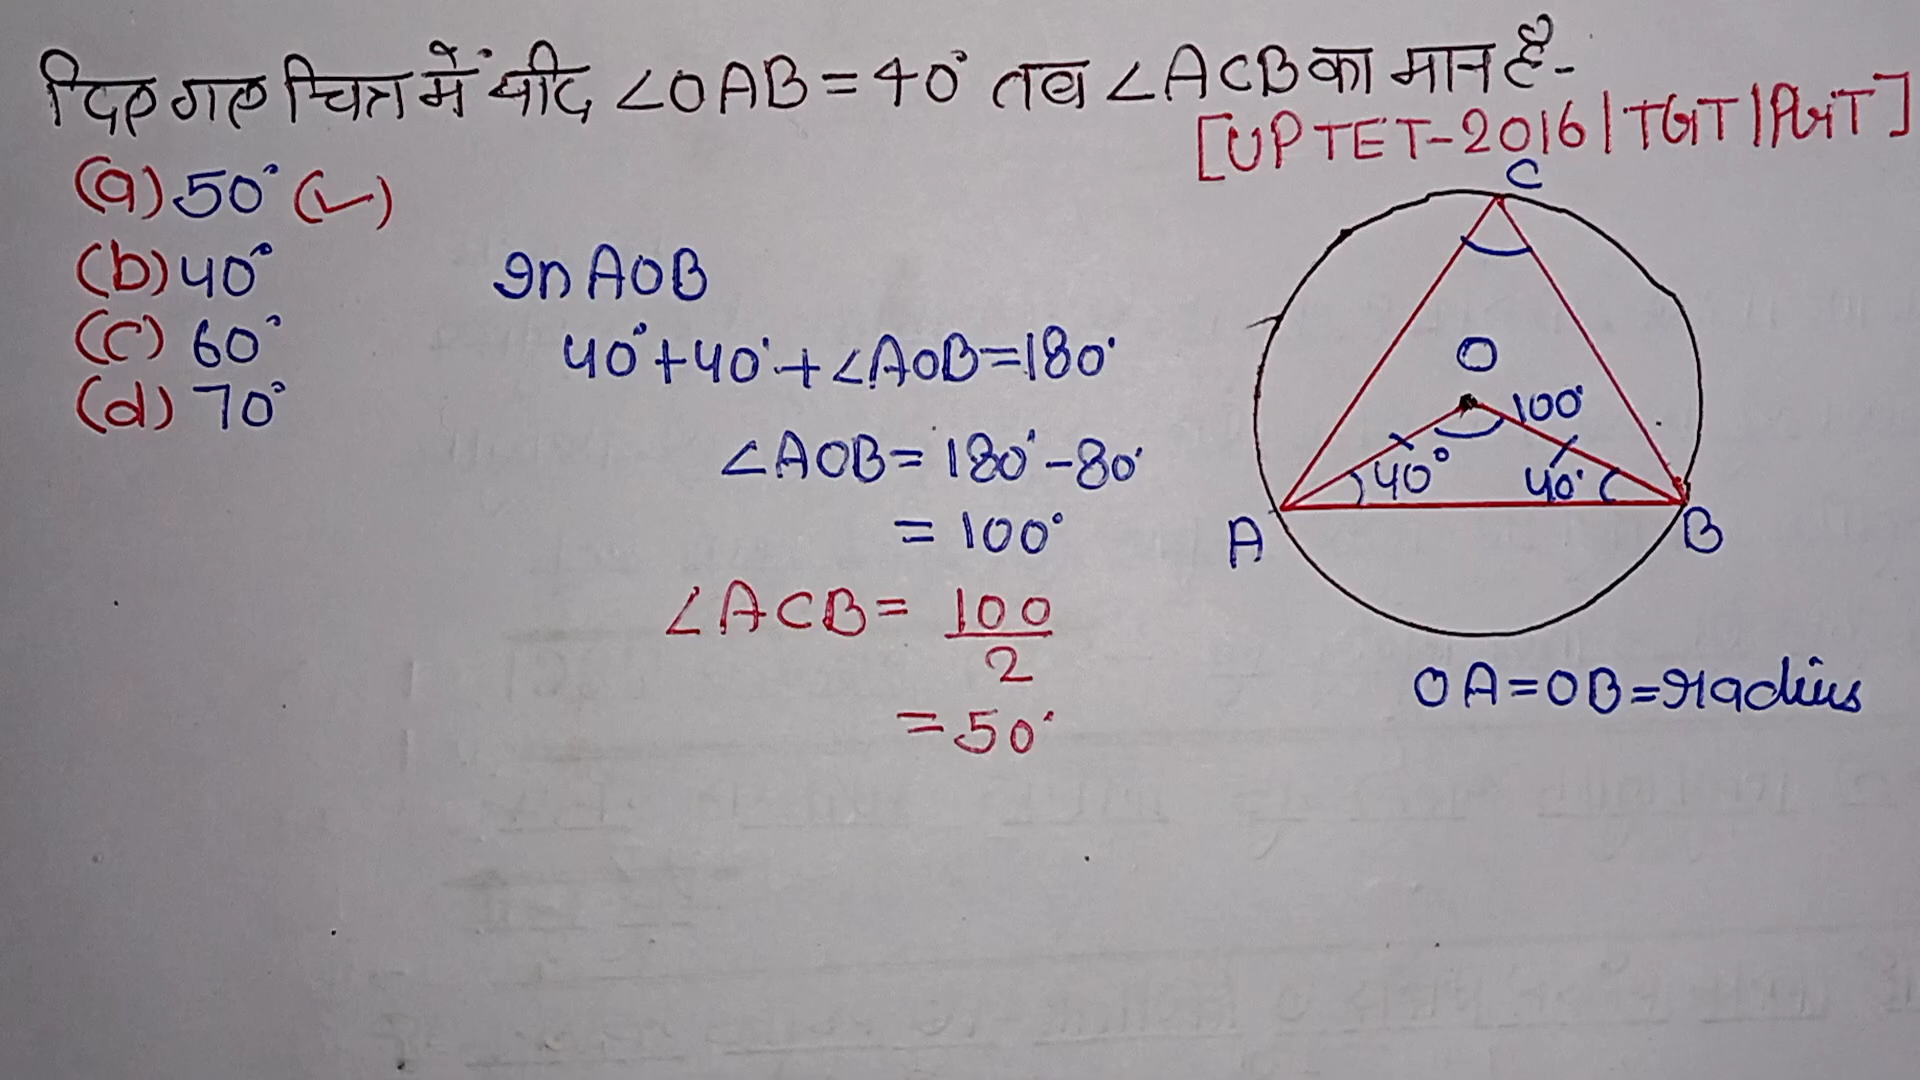 दिए गए चित्र में यदि ∠OAB = 40° तब ∠ACB का मान है-
[UPTET-2016|TGT|PGT]
(a) 50° (✓)
(b) 40°
(c) 60°
(d) 70°
In AOB
40°+40°+∠AOB=180°
∠AOB= 180°-80°
= 100°
∠ACB= 100/2
= 50°
C
O
100°
40°
40°
A
B
OA=OB=radius